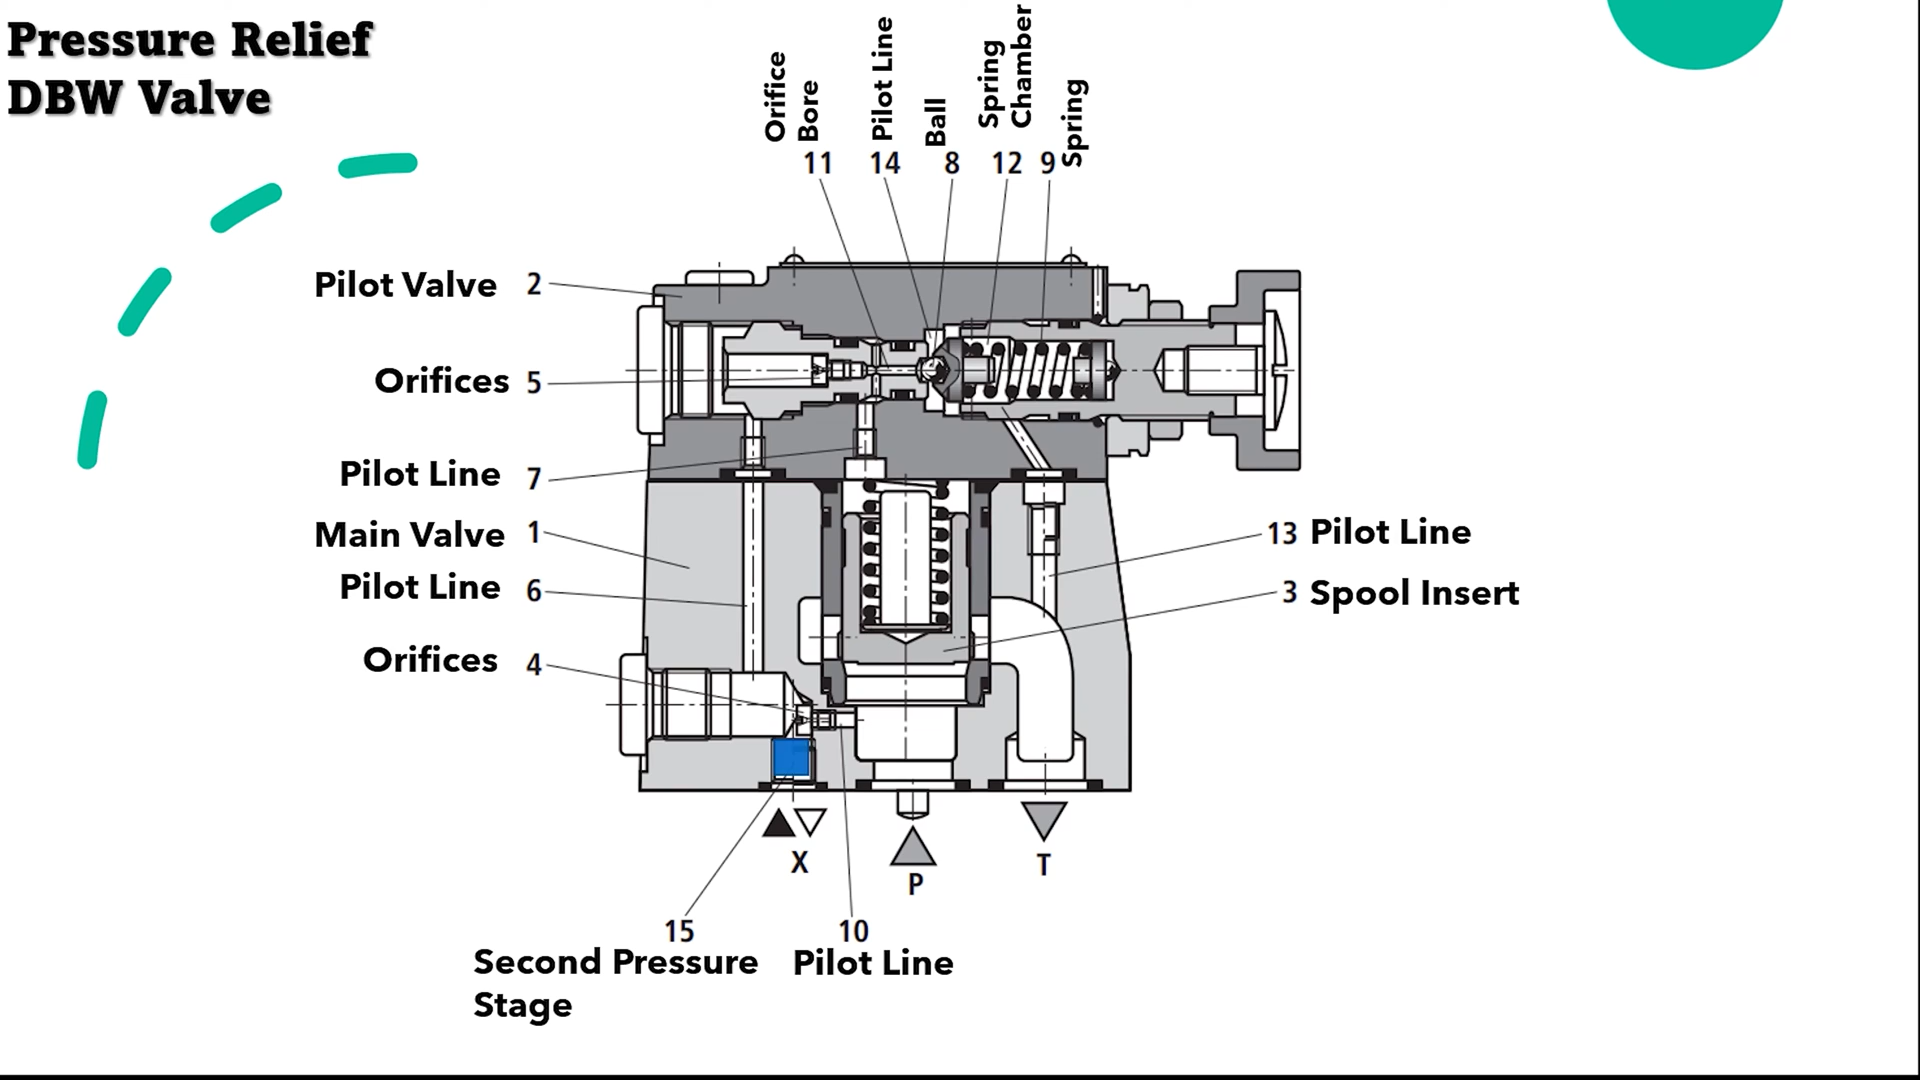 Pressure Relief
DBW Valve
Orifice
Bore
Pilot Line
Ball
Spring
Chamber
Spring
11
14
8
12
9
Pilot Valve 2
Orifices 5
Pilot Line 7
Main Valve 1
Pilot Line 6
Orifices 4
13 Pilot Line
3 Spool Insert
X
P
T
15
10
Second Pressure
Stage
Pilot Line